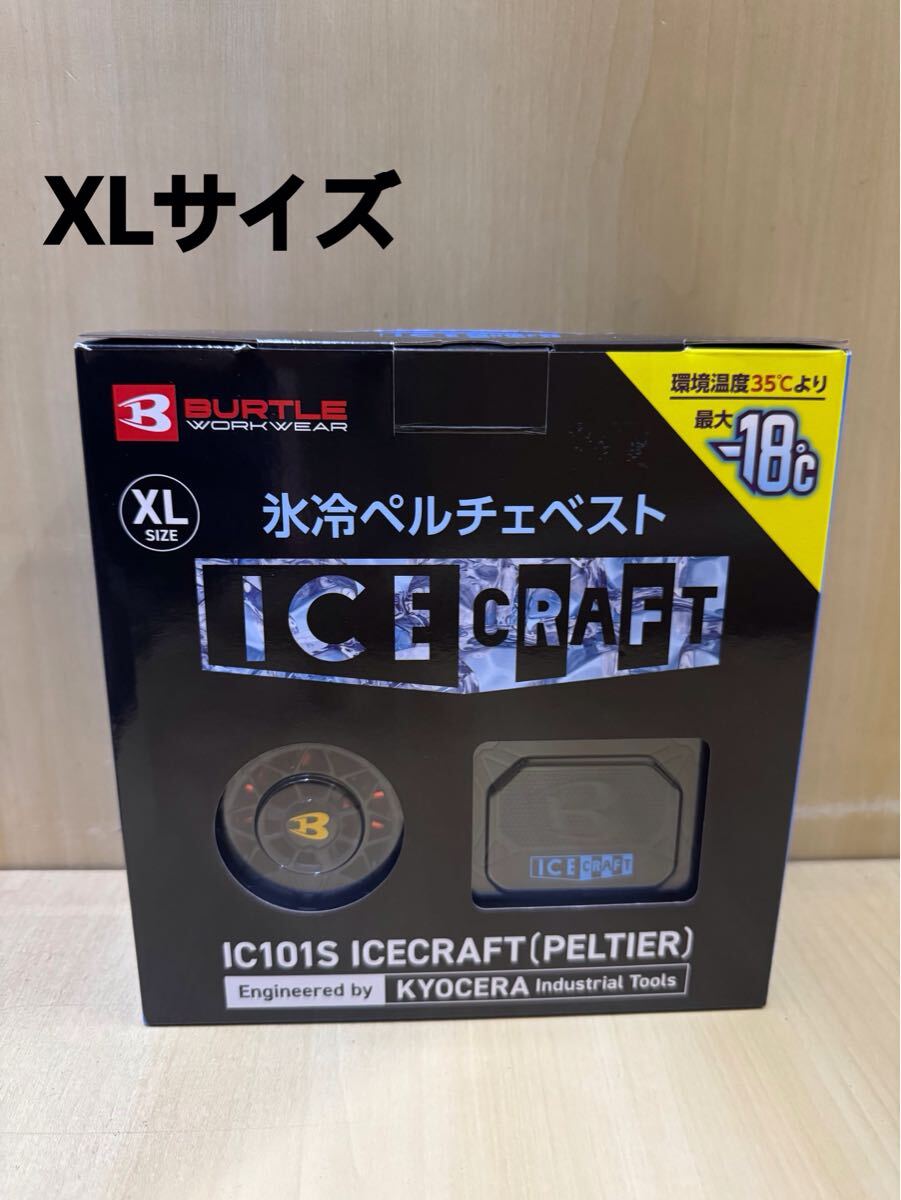 XLサイズ
BURTLE
WORKWEAR
環境温度35℃より
最大
-18℃
XL
SIZE
氷冷ペルチェベスト
ICE CRAFT
B
ICE CRAFT
IC101S ICECRAFT(PELTIER)
Engineered by KYOCERA Industrial Tools